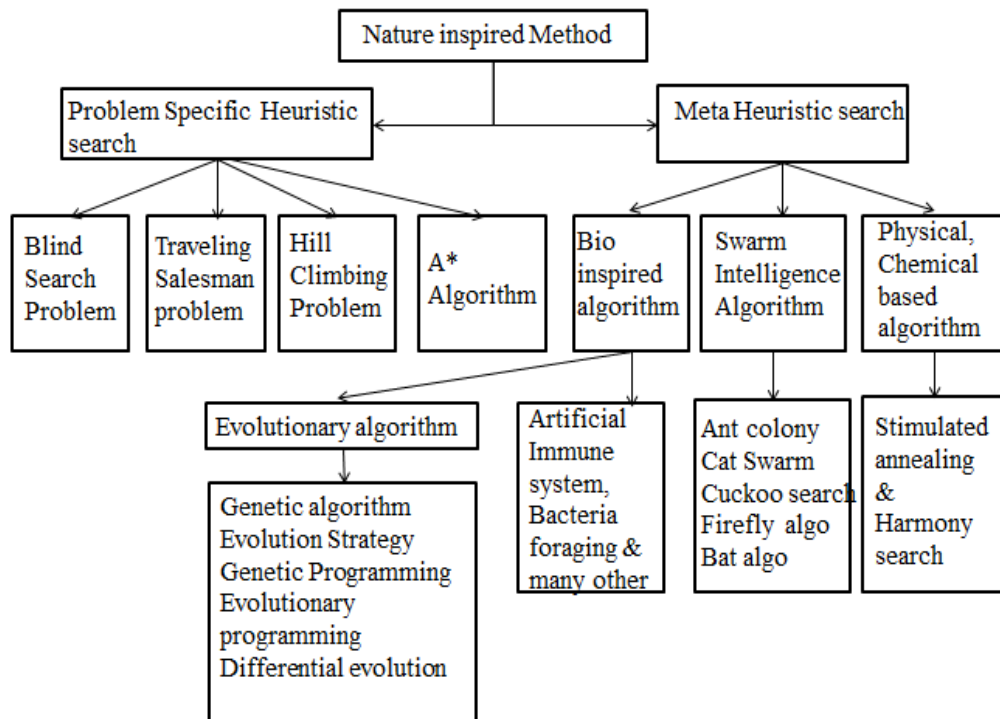 Nature inspired Method
Problem Specific Heuristic
search
Meta Heuristic search
Blind
Search
Problem
Traveling
Salesman
problem
Hill
Climbing
Problem
A*
Algorithm
Bio
inspired
algorithm
Swarm
Intelligence
Algorithm
Physical,
Chemical
based
algorithm
Evolutionary algorithm
Artificial
Immune
system,
Bacteria
foraging &
many other
Ant colony
Cat Swarm
Cuckoo search
Firefly algo
Bat algo
Stimulated
annealing
&
Harmony
search
Genetic algorithm
Evolution Strategy
Genetic Programming
Evolutionary
programming
Differential evolution